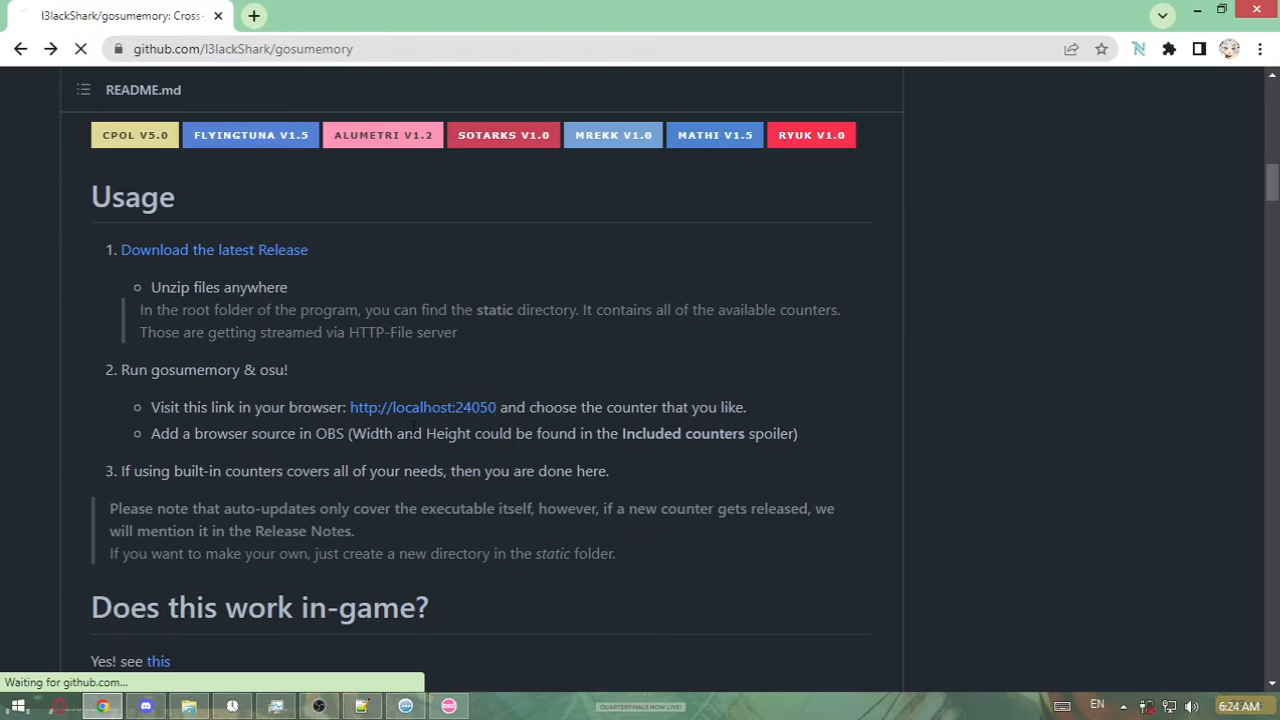 l3lackShark/gosumemory: Cross-
github.com/l3lackShark/gosumemory
README.md
CPOL V5.0 FLYINGTUNA V1.5 ALUMETRI V1.2 SOTARKS V1.0 MREKK V1.0 MATHI V1.5 RYUK V1.0
Usage
1. Download the latest Release
Unzip files anywhere
In the root folder of the program, you can find the static directory. It contains all of the available counters.
Those are getting streamed via HTTP-File server
2. Run gosumemory & osu!
Visit this link in your browser: http://localhost:24050 and choose the counter that you like.
Add a browser source in OBS (Width and Height could be found in the Included counters spoiler)
3. If using built-in counters covers all of your needs, then you are done here.
Please note that auto-updates only cover the executable itself, however, if a new counter gets released, we
will mention it in the Release Notes.
If you want to make your own, just create a new directory in the static folder.
Does this work in-game?
Yes! see this
Waiting for github.com...
QUARTERFINALS NOW LIVE!
EN
6:24 AM